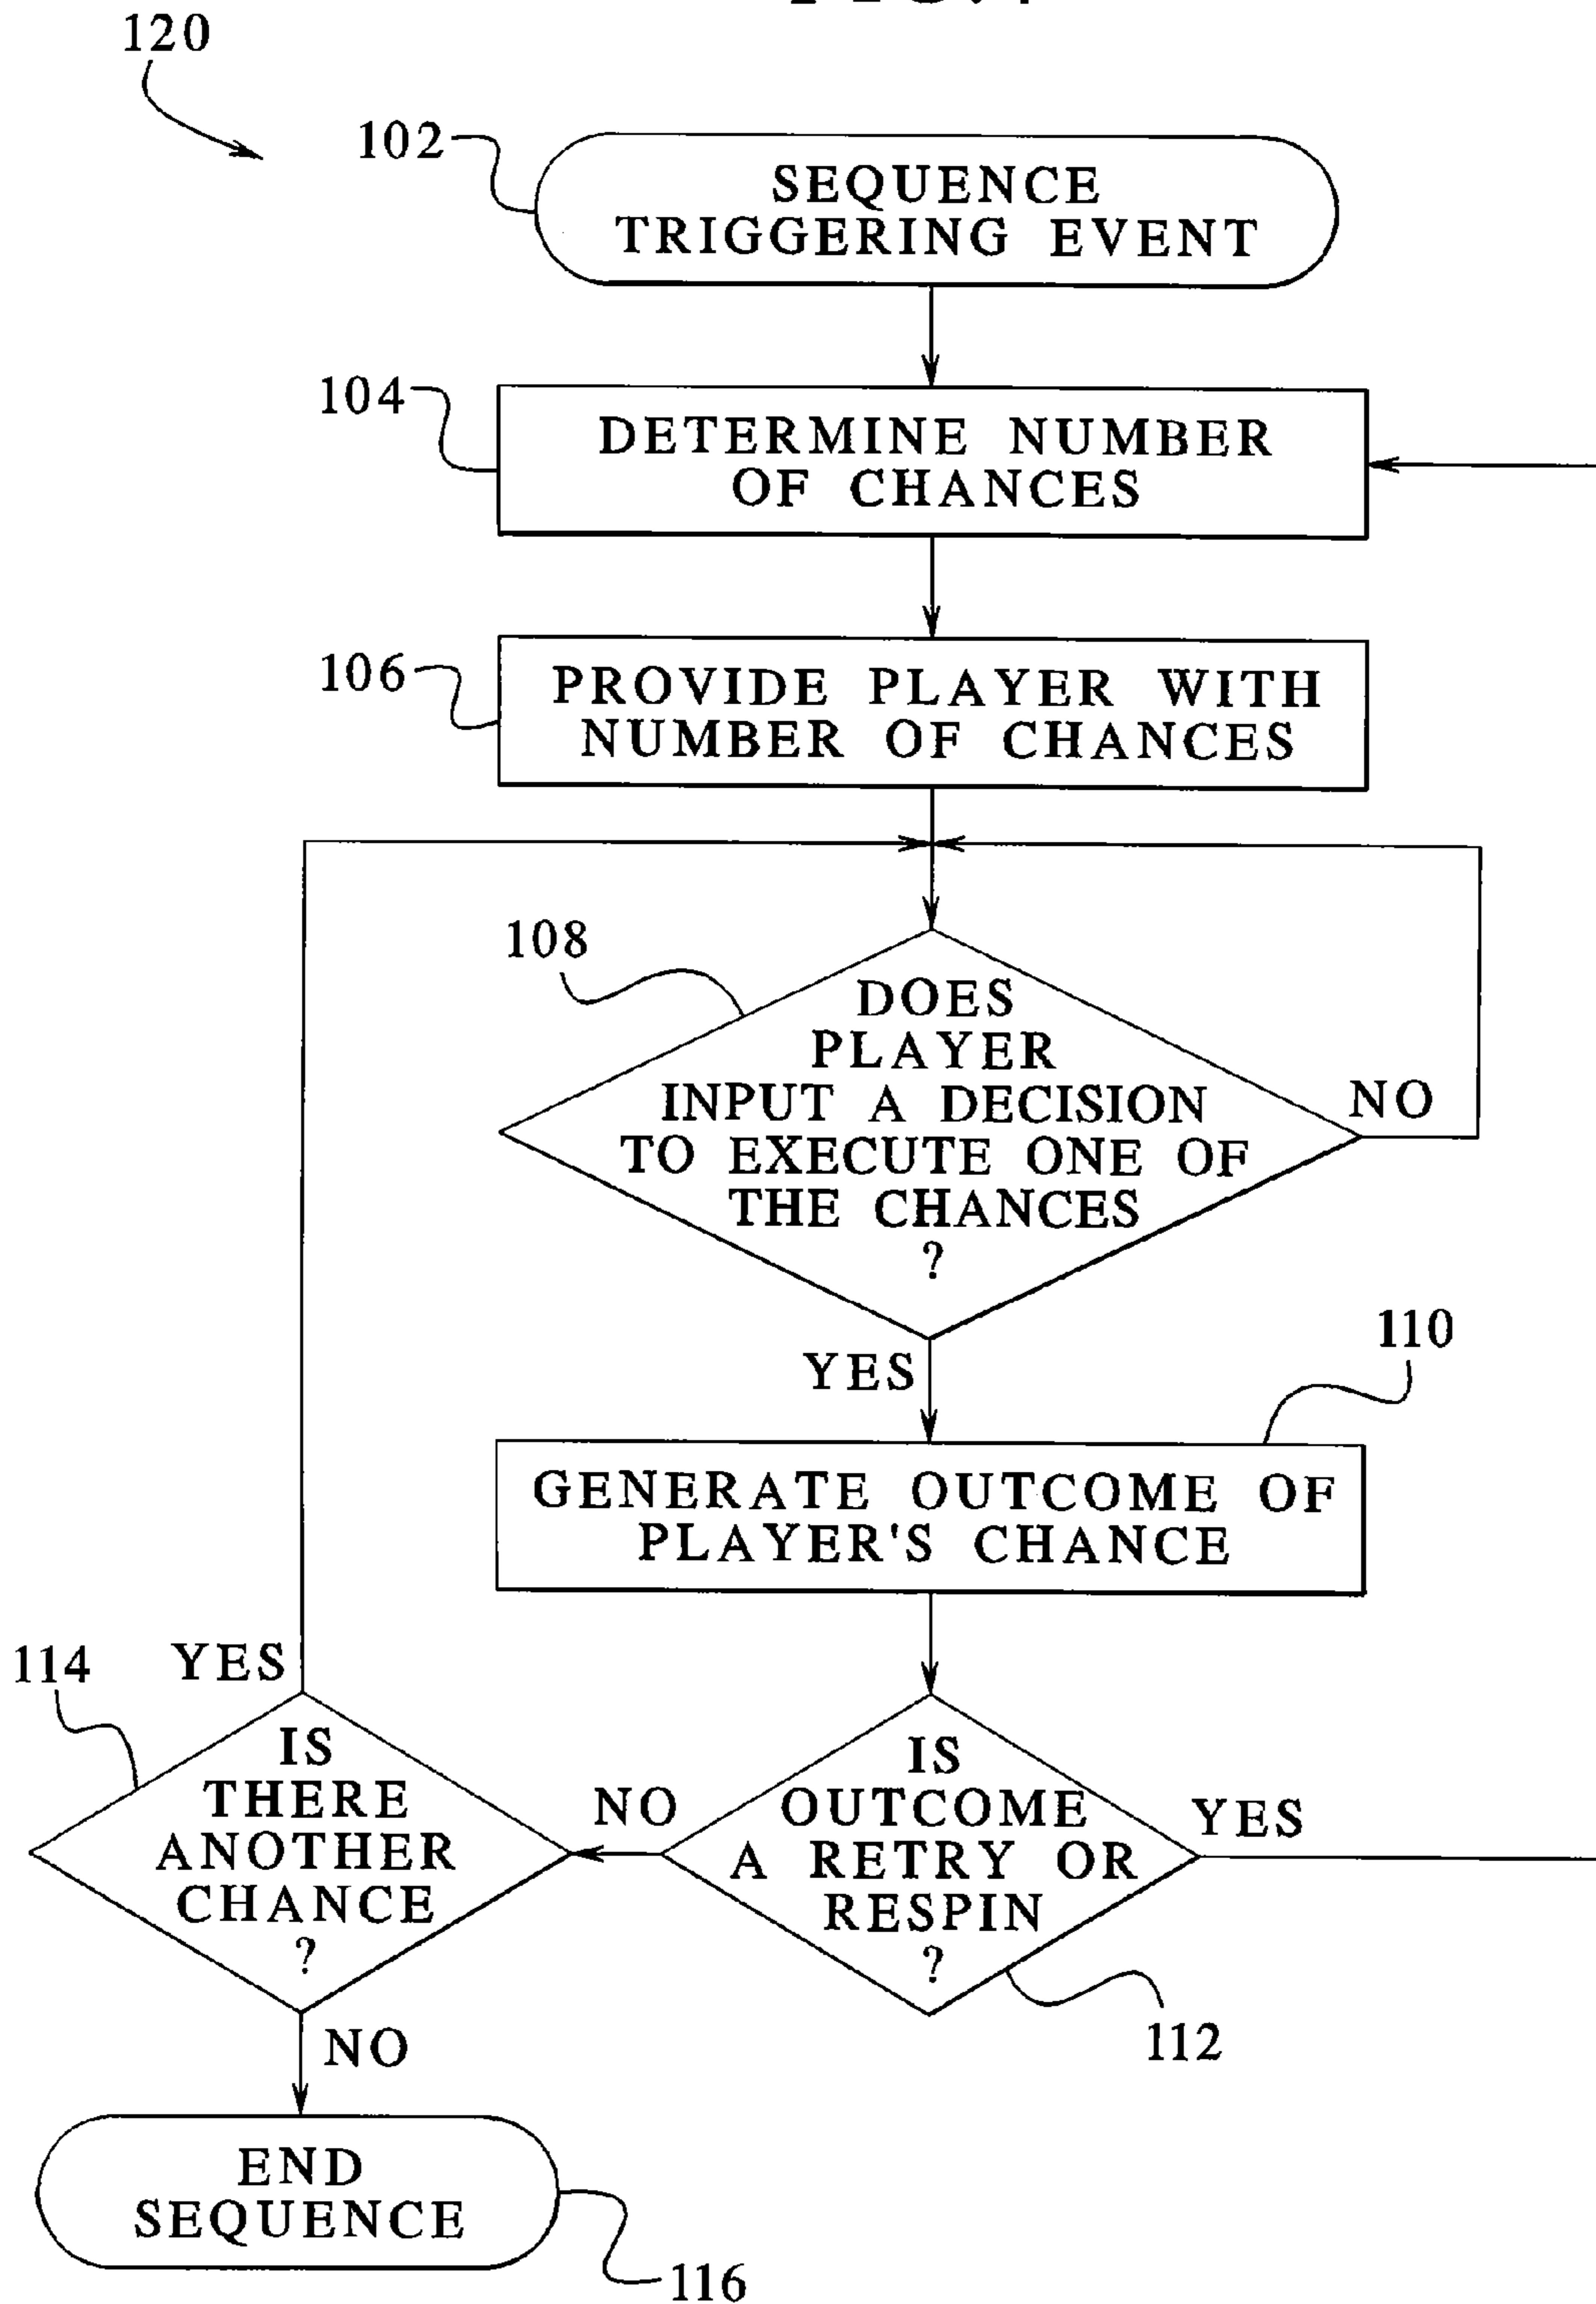 120
102
SEQUENCE
TRIGGERING EVENT
104
DETERMINE NUMBER
OF CHANCES
106
PROVIDE PLAYER WITH
NUMBER OF CHANCES
108
DOES
PLAYER
INPUT A DECISION
TO EXECUTE ONE OF
THE CHANCES
?
NO
YES
110
GENERATE OUTCOME OF
PLAYER'S CHANCE
114
YES
IS
THERE
ANOTHER
CHANCE
?
NO
IS
OUTCOME
A RETRY OR
RESPIN
?
YES
112
NO
END
SEQUENCE
116